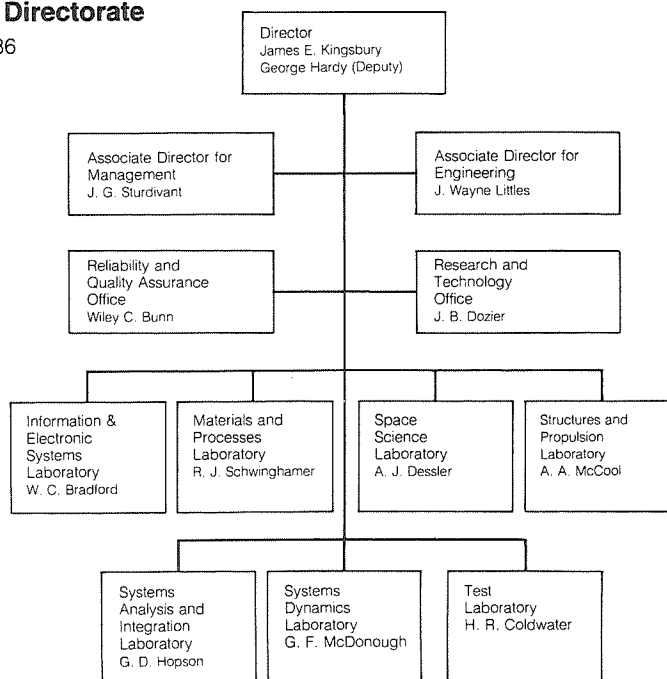 Directorate
86
Director
James E. Kingsbury
George Hardy (Deputy)
Associate Director for
Management
J. G. Sturdivant
Associate Director for
Engineering
J. Wayne Littles
Reliability and
Quality Assurance
Office
Wiley C. Bunn
Research and
Technology
Office
J. B. Dozier
Information &
Electronic
Systems
Laboratory
W. C. Bradford
Materials and
Processes
Laboratory
R. J. Schwinghamer
Space
Science
Laboratory
A. J. Dessler
Structures and
Propulsion
Laboratory
A. A. McCool
Systems
Analysis and
Integration
Laboratory
G. D. Hopson
Systems
Dynamics
Laboratory
G. F. McDonough
Test
Laboratory
H. R. Coldwater